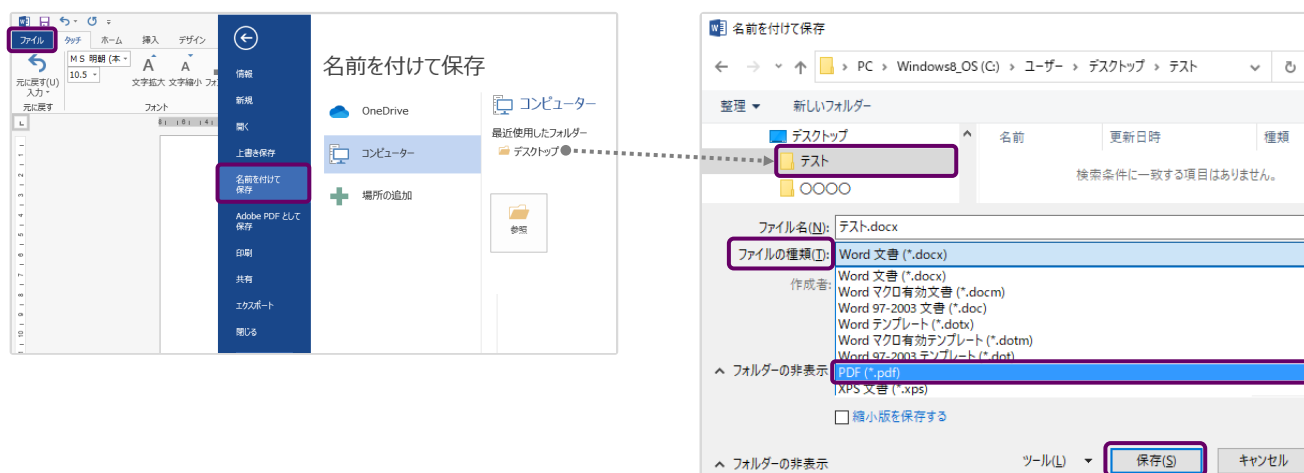 ファイル
タッチ
ホーム
挿入
デザイン
元に戻す(U)
入力
元に戻す
MS 明朝 (本
10.5
A
A
文字拡大 文字縮小 フォ
フォント
8 6 4
L
情報
新規
開く
上書き保存
名前を付けて
保存
Adobe PDF として
保存
印刷
共有
エクスポート
閉じる
名前を付けて保存
OneDrive
コンピューター
場所の追加
コンピューター
最近使用したフォルダー
デスクトップ
参照
名前を付けて保存
PC › Windows8_OS (C:) › ユーザー › デスクトップ › テスト
整理 ▼ 新しいフォルダー
デスクトップ
テスト
〇〇〇〇
名前 更新日時 種類
検索条件に一致する項目はありません。
ファイル名(N): テスト.docx
ファイルの種類(T): Word 文書 (*.docx)
作成者:
Word 文書 (*.docx)
Word マクロ有効文書 (*.docm)
Word 97-2003 文書 (*.doc)
Word テンプレート (*.dotx)
Word マクロ有効テンプレート (*.dotm)
Word 97-2003 テンプレート (*.dot)
フォルダーの非表示
PDF (*.pdf)
XPS 文書 (*.xps)
縮小版を保存する
フォルダーの非表示 ツール(L) ▼ 保存(S) キャンセル